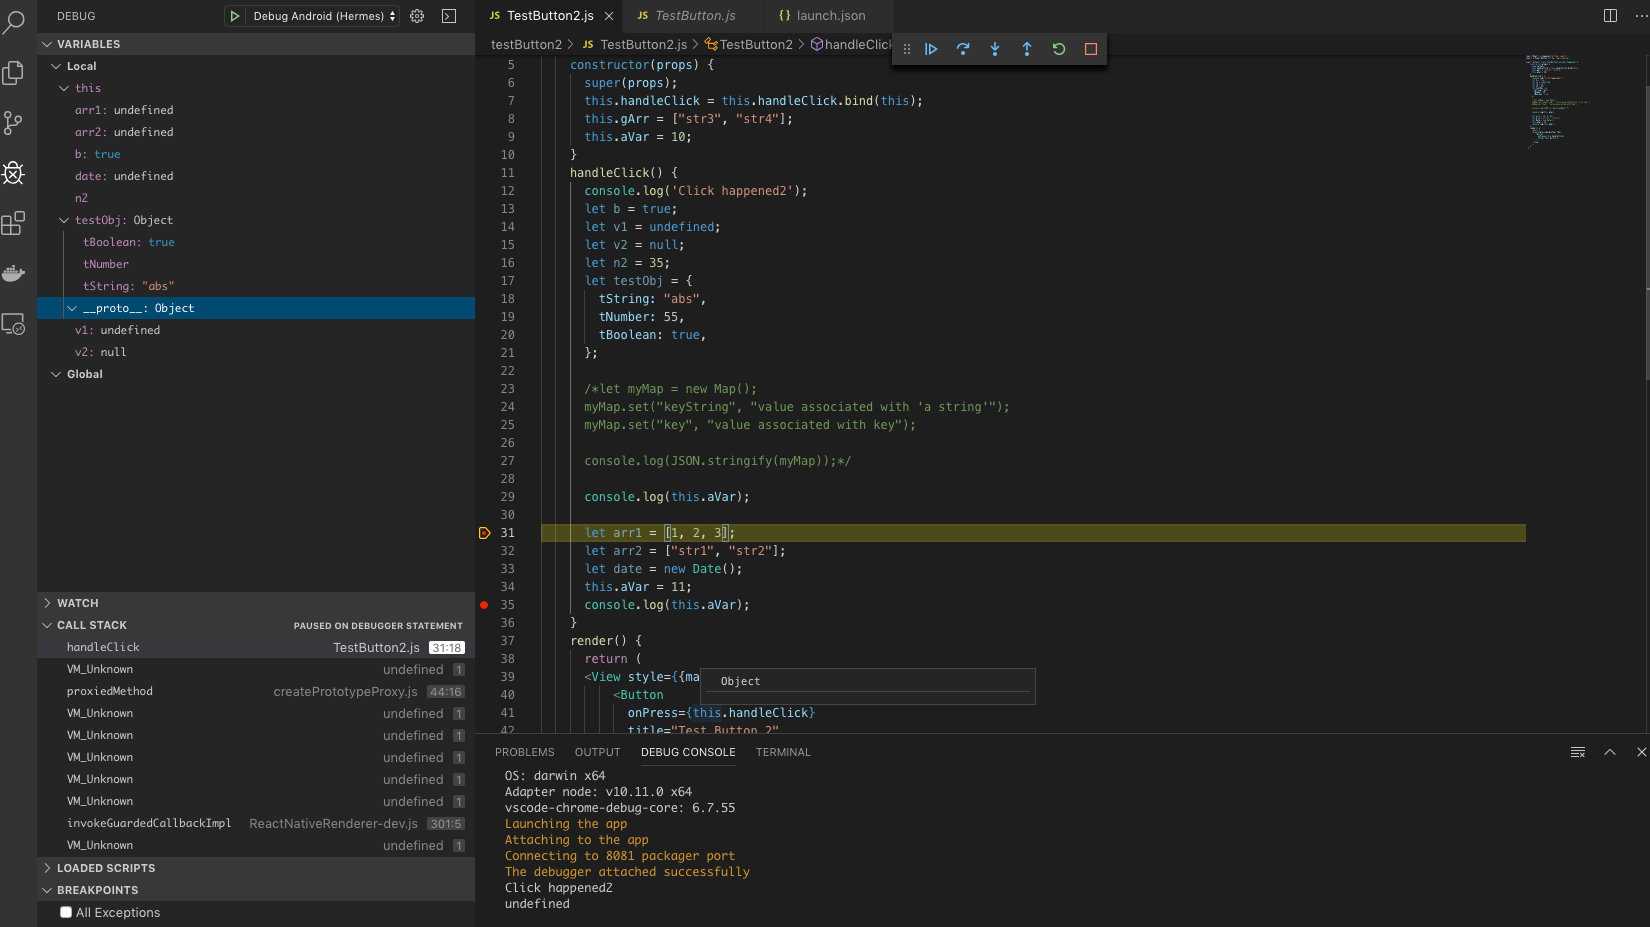 DEBUG
Debug Android (Hermes)
VARIABLES
Local
this
arr1: undefined
arr2: undefined
b: true
date: undefined
n2
testObj: Object
tBoolean: true
tNumber
tString: "abs"
__proto__: Object
v1: undefined
v2: null
Global
WATCH
CALL STACK PAUSED ON DEBUGGER STATEMENT
handleClick TestButton2.js 31:18
VM_Unknown undefined 1
proxiedMethod createPrototypeProxy.js 44:16
VM_Unknown undefined 1
VM_Unknown undefined 1
VM_Unknown undefined 1
VM_Unknown undefined 1
VM_Unknown undefined 1
invokeGuardedCallbackImpl ReactNativeRenderer-dev.js 301:5
VM_Unknown undefined 1
LOADED SCRIPTS
BREAKPOINTS
All Exceptions
JS TestButton2.js JS TestButton.js {} launch.json
testButton2 > JS TestButton2.js > TestButton2 > handleClic
5 constructor(props) {
6 super(props);
7 this.handleClick = this.handleClick.bind(this);
8 this.gArr = ["str3", "str4"];
9 this.aVar = 10;
10 }
11 handleClick() {
12 console.log('Click happened2');
13 let b = true;
14 let v1 = undefined;
15 let v2 = null;
16 let n2 = 35;
17 let testObj = {
18 tString: "abs",
19 tNumber: 55,
20 tBoolean: true,
21 };
22
23 /*let myMap = new Map();
24 myMap.set("keyString", "value associated with 'a string'");
25 myMap.set("key", "value associated with key");
26
27 console.log(JSON.stringify(myMap));*/
28
29 console.log(this.aVar);
30
31 let arr1 = [1, 2, 3];
32 let arr2 = ["str1", "str2"];
33 let date = new Date();
34 this.aVar = 11;
35 console.log(this.aVar);
36 }
37 render() {
38 return (
39 <View style={{ma
Object
40 <Button
41 onPress={this.handleClick}
42 title="Test Button 2"
PROBLEMS OUTPUT DEBUG CONSOLE TERMINAL
OS: darwin x64
Adapter node: v10.11.0 x64
vscode-chrome-debug-core: 6.7.55
Launching the app
Attaching to the app
Connecting to 8081 packager port
The debugger attached successfully
Click happened2
undefined